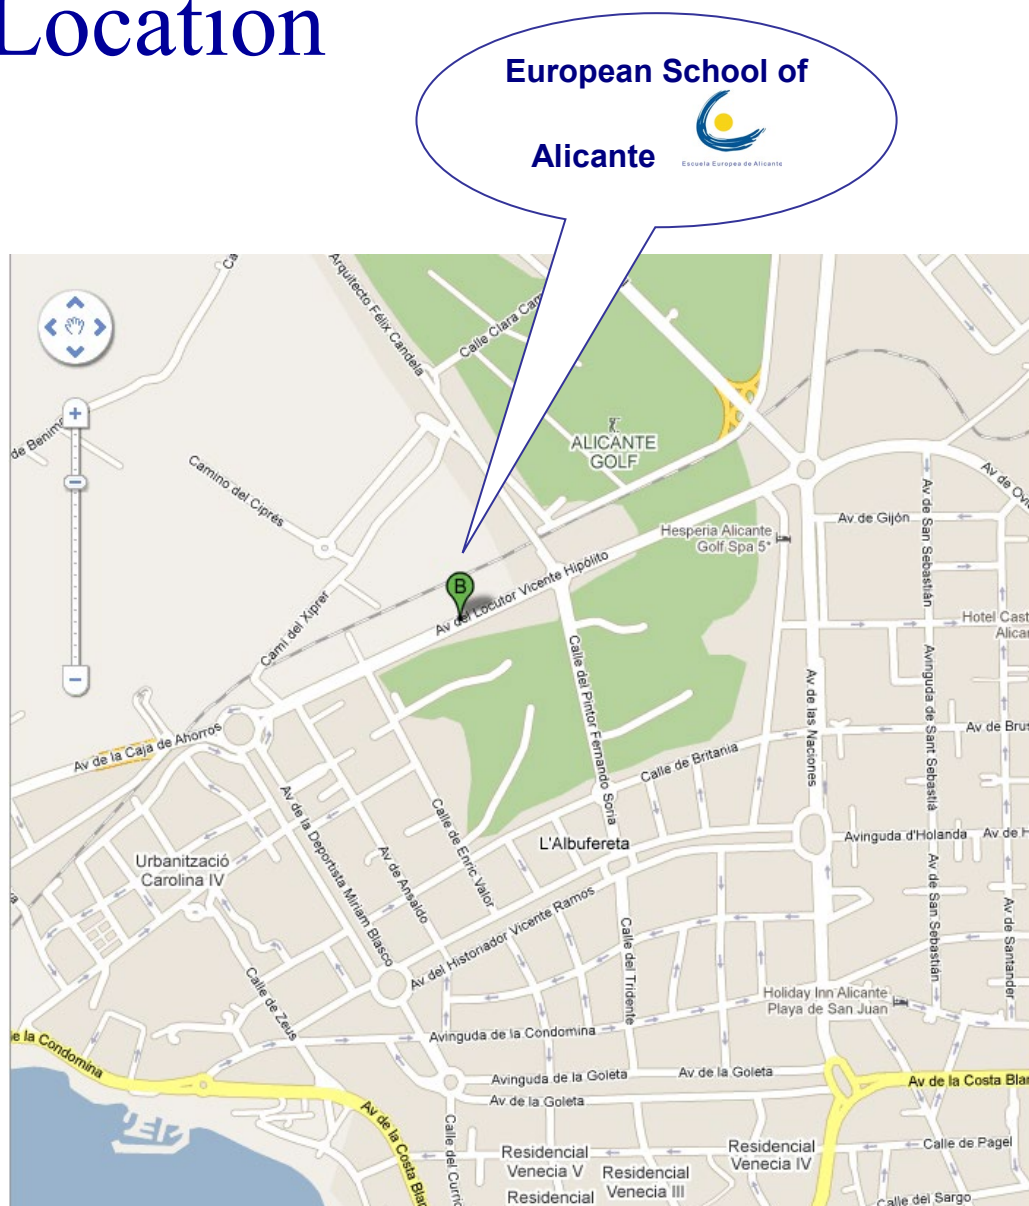 Location
European School of
Alicante
Escuela Europea de Alicante
Arquitecto Félix Candela
Calle Clara Cam
de Benim
ALICANTE
GOLF
Camino del Ciprés
Av de Ovi
Av de Gijón
Av de San Sebastián
Hesperia Alicante
Golf Spa 5*
B
Av del Locutor Vicente Hipólito
Camí del Xiprer
Hotel Cast
Alicar
Calle del Pintor Fernando Soria
Av de las Naciones
Avinguda de Sant Sebastià
Av de la Caja de Ahorros
Av de Brus
Calle de Britania
Av de la Deportista Miriam Blasco
Calle de Enric Valor
Av de Ansaldo
L'Albufereta
Avinguda d'Holanda
Av de H
Urbanització
Carolina IV
Av de San Sebastián
Av de Santander
Av del Historiador Vicente Ramos
Calle del Tridente
Calle de Zeus
Holiday Inn Alicante
Playa de San Juan
Avinguda de la Condomina
e la Condomina
Avinguda de la Goleta
Av de la Goleta
Av de la Costa Blan
Av de la Goleta
Av de la Costa Blan
Calle del Curric
Residencial
Venecia V
Residencial
Venecia IV
Calle de Pagel
Residencial
Venecia III
Residencial
Calle del Sargo